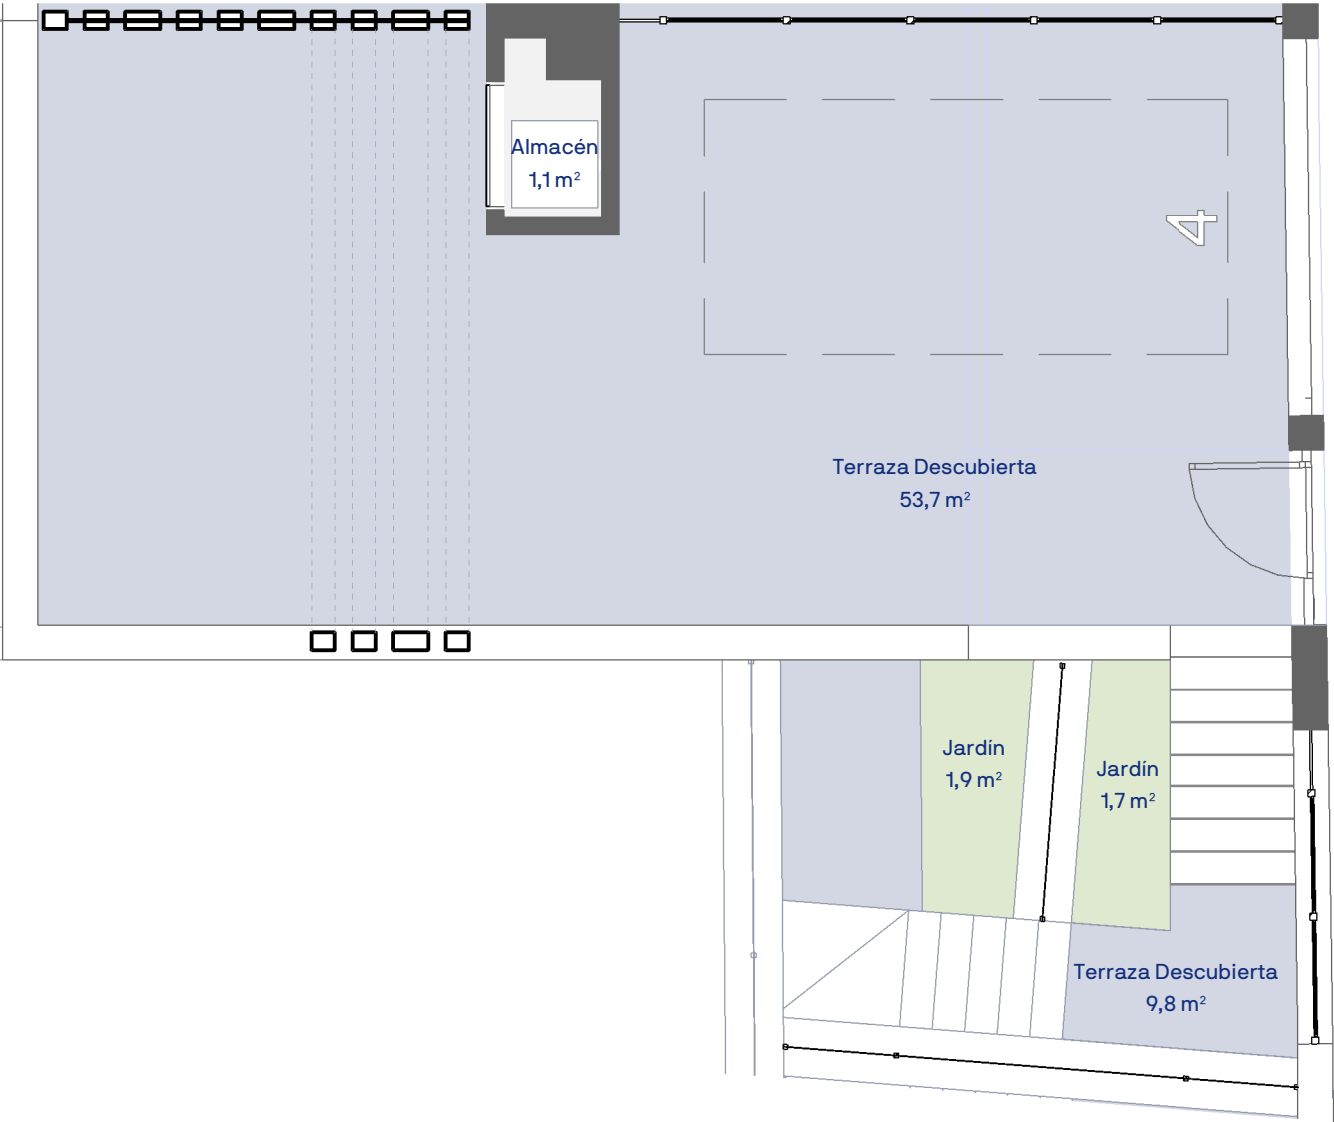 Almacén
1,1 m²
4
Terraza Descubierta
53,7 m²
Jardín
1,9 m²
Jardín
1,7 m²
Terraza Descubierta
9,8 m²